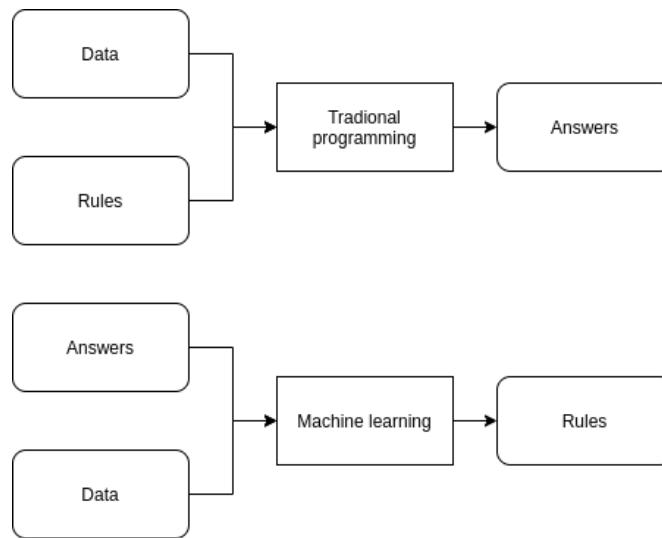 Data
Tradional
programming
Answers
Rules
Answers
Machine learning
Rules
Data